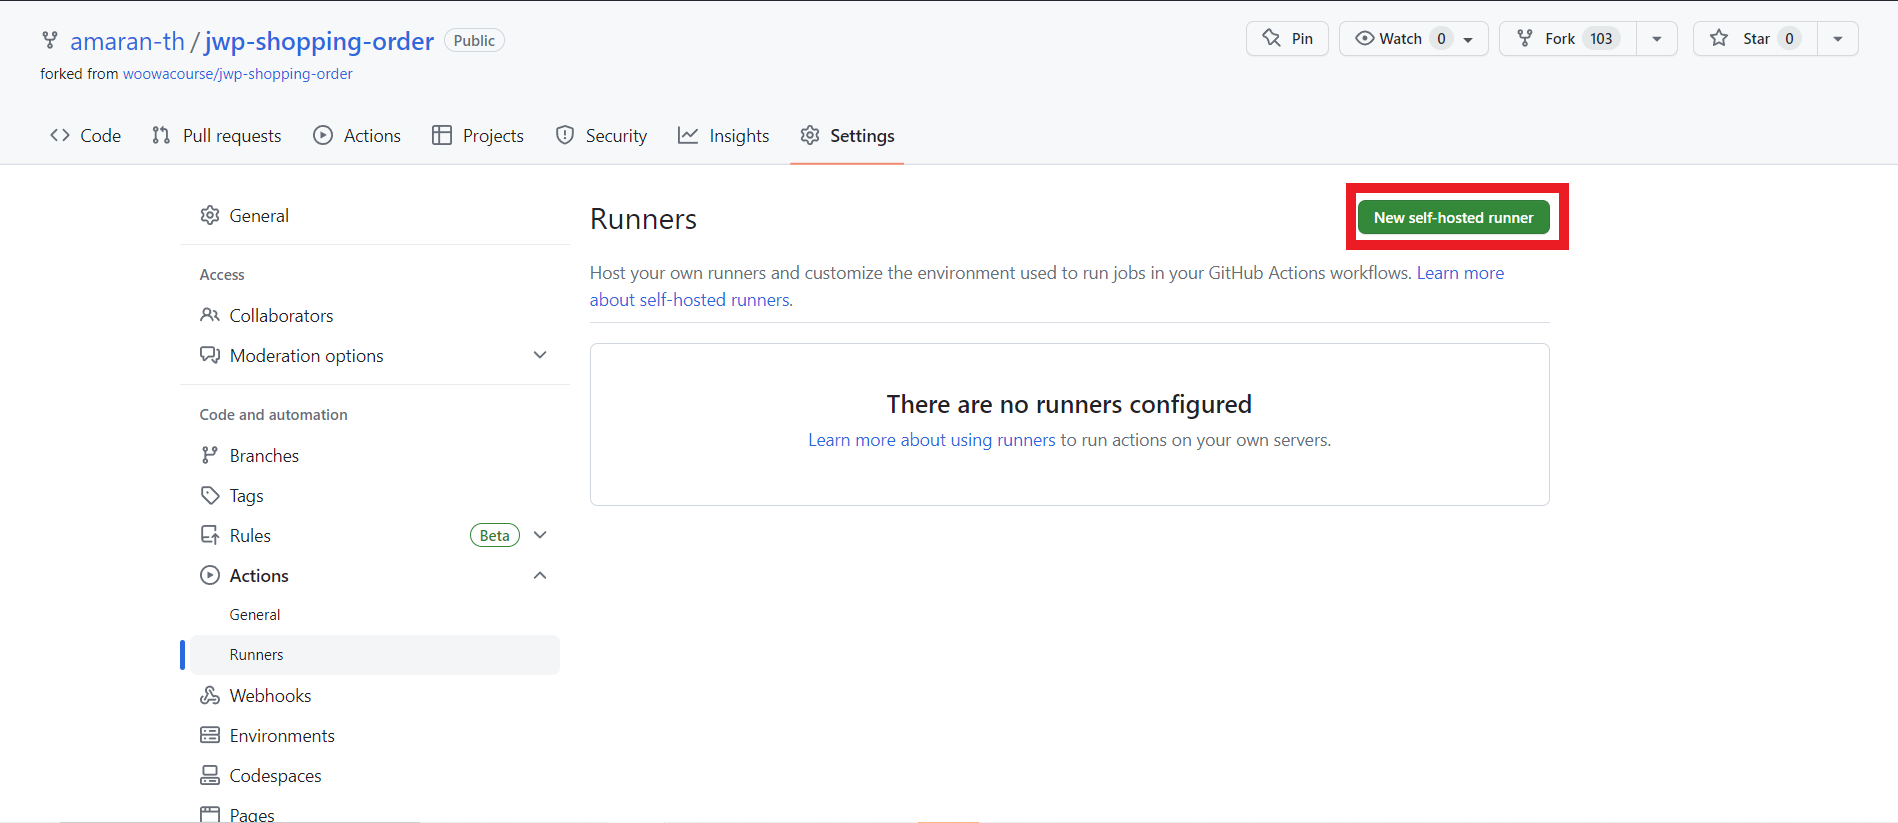 amaran-th / jwp-shopping-order Public
Pin
Watch 0
Fork 103
Star 0
forked from woowacourse/jwp-shopping-order
Code
Pull requests
Actions
Projects
Security
Insights
Settings
General
Access
Collaborators
Moderation options
Code and automation
Branches
Tags
Rules Beta
Actions
General
Runners
Webhooks
Environments
Codespaces
Pages
Runners
New self-hosted runner
Host your own runners and customize the environment used to run jobs in your GitHub Actions workflows. Learn more
about self-hosted runners.
There are no runners configured
Learn more about using runners to run actions on your own servers.